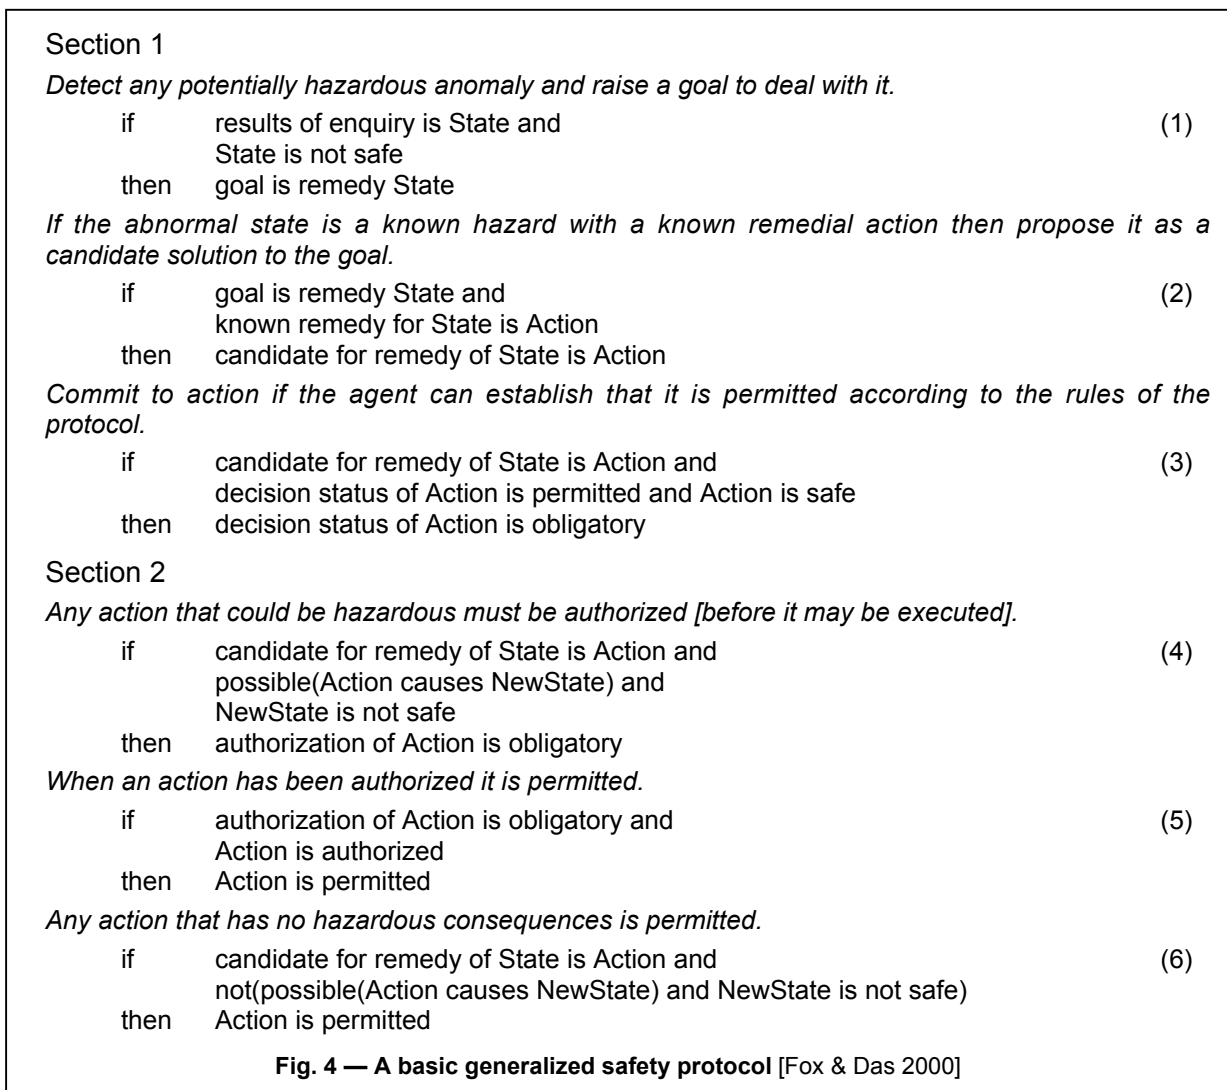 Section 1
Detect any potentially hazardous anomaly and raise a goal to deal with it.
if results of enquiry is State and (1)
State is not safe
then goal is remedy State
If the abnormal state is a known hazard with a known remedial action then propose it as a
candidate solution to the goal.
if goal is remedy State and (2)
known remedy for State is Action
then candidate for remedy of State is Action
Commit to action if the agent can establish that it is permitted according to the rules of the
protocol.
if candidate for remedy of State is Action and (3)
decision status of Action is permitted and Action is safe
then decision status of Action is obligatory
Section 2
Any action that could be hazardous must be authorized [before it may be executed].
if candidate for remedy of State is Action and (4)
possible(Action causes NewState) and
NewState is not safe
then authorization of Action is obligatory
When an action has been authorized it is permitted.
if authorization of Action is obligatory and (5)
Action is authorized
then Action is permitted
Any action that has no hazardous consequences is permitted.
if candidate for remedy of State is Action and (6)
not(possible(Action causes NewState) and NewState is not safe)
then Action is permitted
Fig. 4 — A basic generalized safety protocol [Fox & Das 2000]